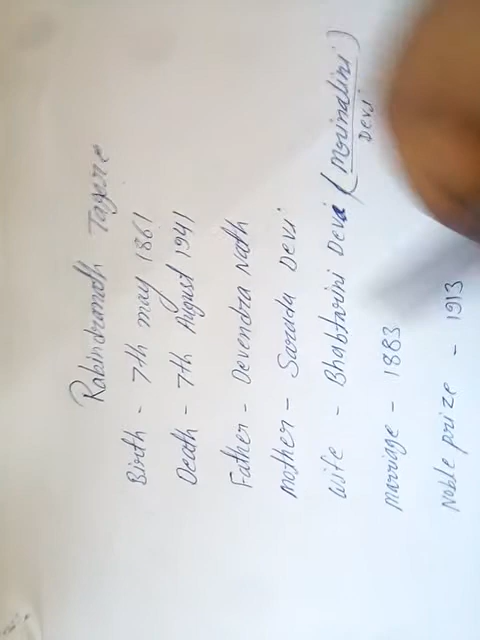 Rabindranath Tagore
Birth - 7th may 1861
Death - 7th August 1941
Father - Devendra Nath
Mother - Sarada Devi
Wife - Bhabtarini Devi (Mrinalini)
Devi
Marriage - 1883
Noble prize - 1913